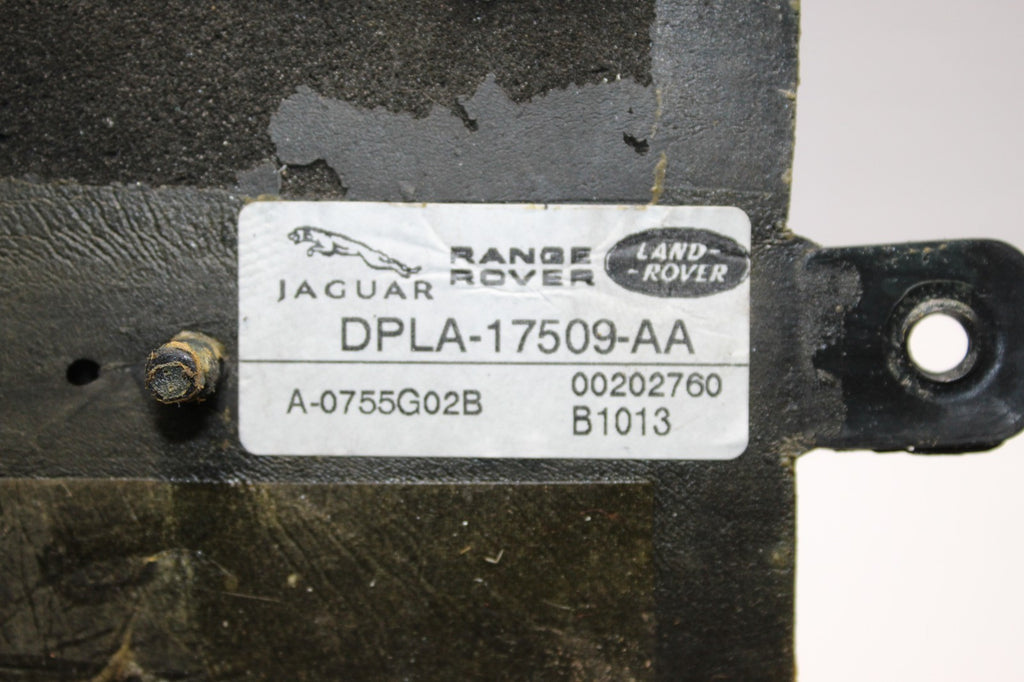 JAGUAR
RANGE ROVER
LAND-
-ROVER
DPLA-17509-AA
A-0755G02B
00202760
B1013